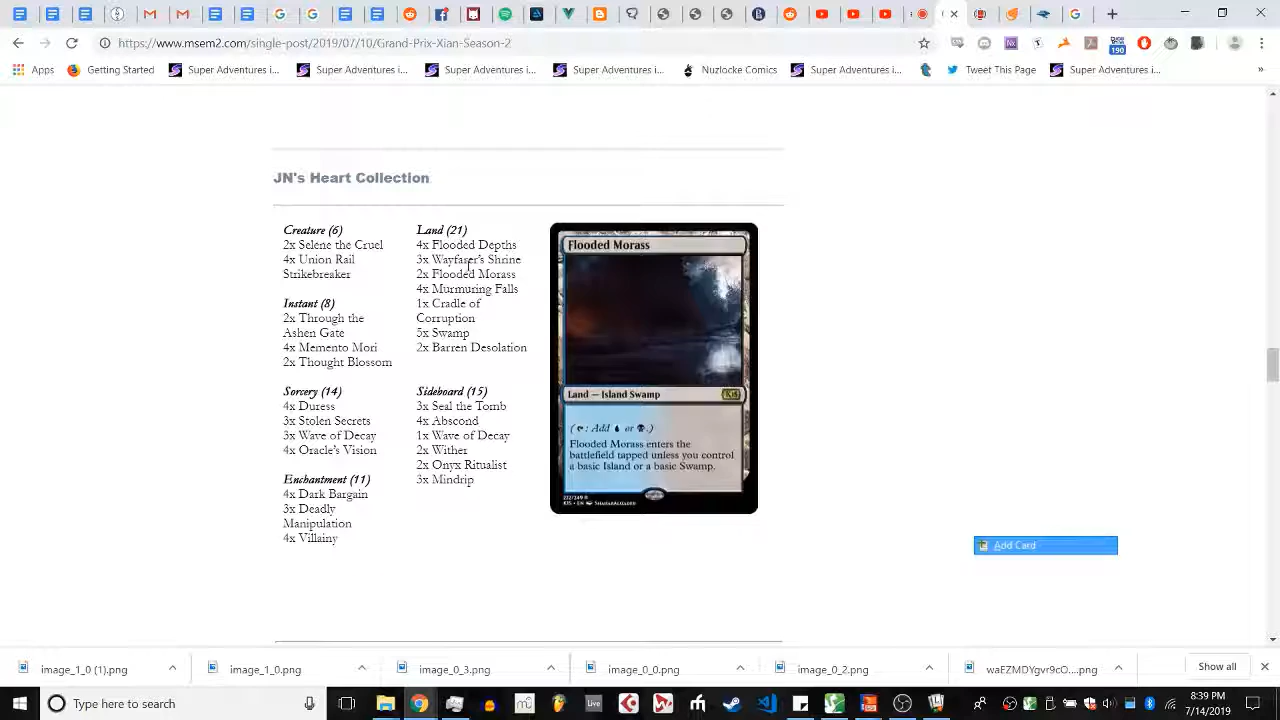 https://www.msem2.com/single-post/2019/07/10/Grand-Prix-Xian-Season-2
190
Apps
Getting Started
Super Adventures i...
Super Adventures i...
Super Adventures i...
Super Adventures i...
Nuzlocke Comics
Super Adventures i...
Tweet This Page
Super Adventures i...
»
JN's Heart Collection
Creature (6)
2x Selene the Cruel
4x Union Rail
Strikebreaker
Instant (8)
2x Through the
Ashen Gate
4x Memento Mori
2x Thought Blossom
Sorcery (14)
4x Duress
3x Stolen Secrets
3x Wave of Decay
4x Oracle's Vision
Enchantment (11)
4x Dark Bargain
3x Deadly
Manipulation
4x Villainy
Land (21)
4x Flooded Depths
3x Wayfarer's Shrine
2x Flooded Morass
4x Murmuring Falls
1x Cradle of
Corruption
5x Swamp
2x Barren Desolation
Sideboard (15)
3x Seal the Tomb
4x Abscond
1x Wave of Decay
2x Wither
2x Onyx Ritualist
3x Mindrip
Flooded Morass
Land — Island Swamp
( : Add or .)
Flooded Morass enters the
battlefield tapped unless you control
a basic Island or a basic Swamp.
Add Card
image_1_0 (1).png
image_1_0.png
image_0_3.png
image_0_0.png
image_0_2.png
waEZMDYgvr9cO....png
Show all
Type here to search
Live
8:39 PM
7/14/2019